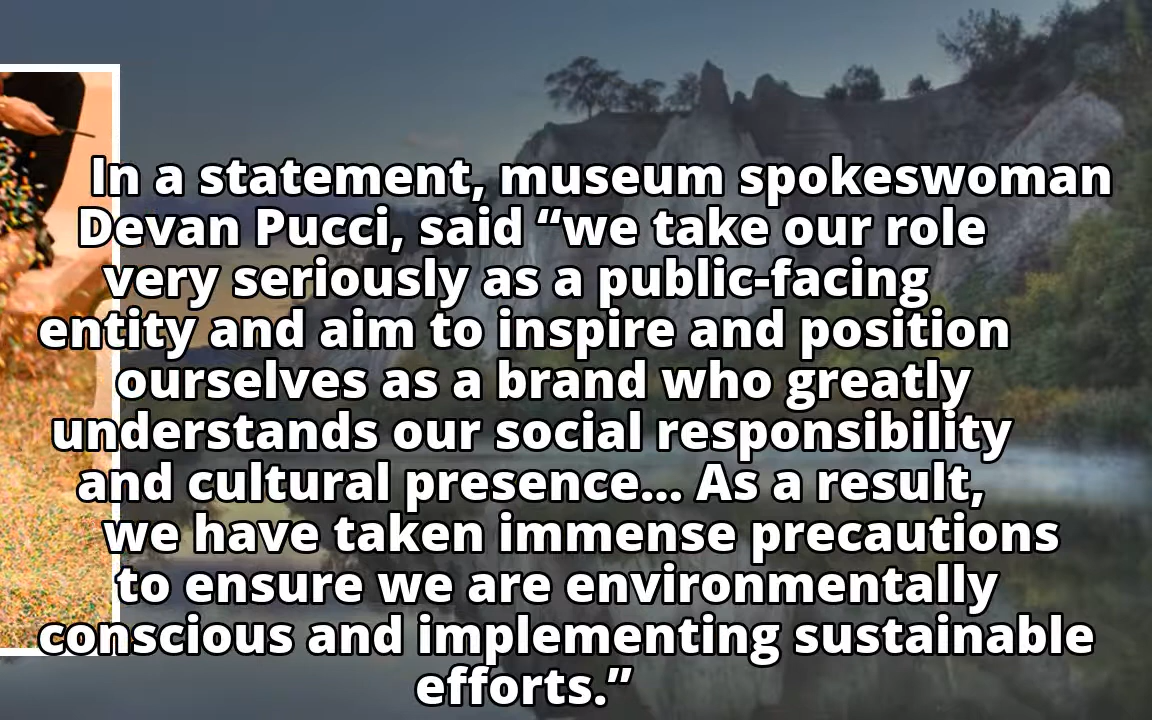 In a statement, museum spokeswoman
Devan Pucci, said “we take our role
very seriously as a public-facing
entity and aim to inspire and position
ourselves as a brand who greatly
understands our social responsibility
and cultural presence... As a result,
we have taken immense precautions
to ensure we are environmentally
conscious and implementing sustainable
efforts.”